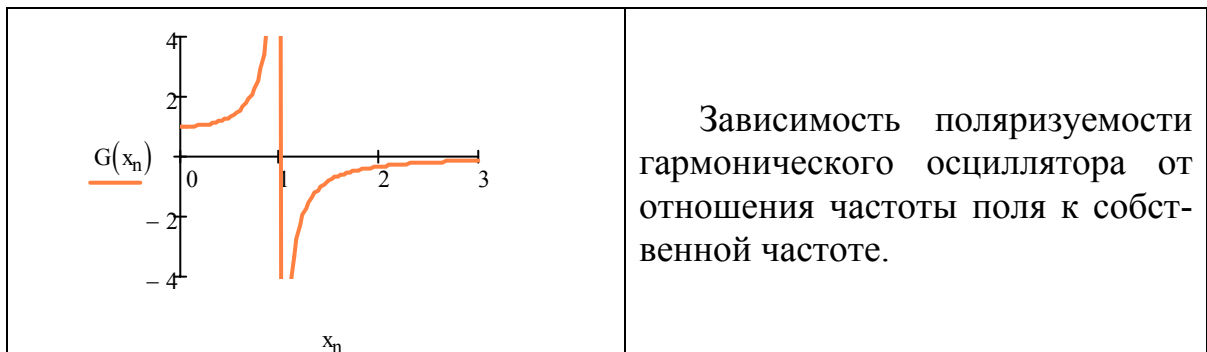 4
2
G(xₙ)
0 1 2 3
− 2
− 4
xₙ
Зависимость поляризуемости
гармонического осциллятора от
отношения частоты поля к собст-
венной частоте.